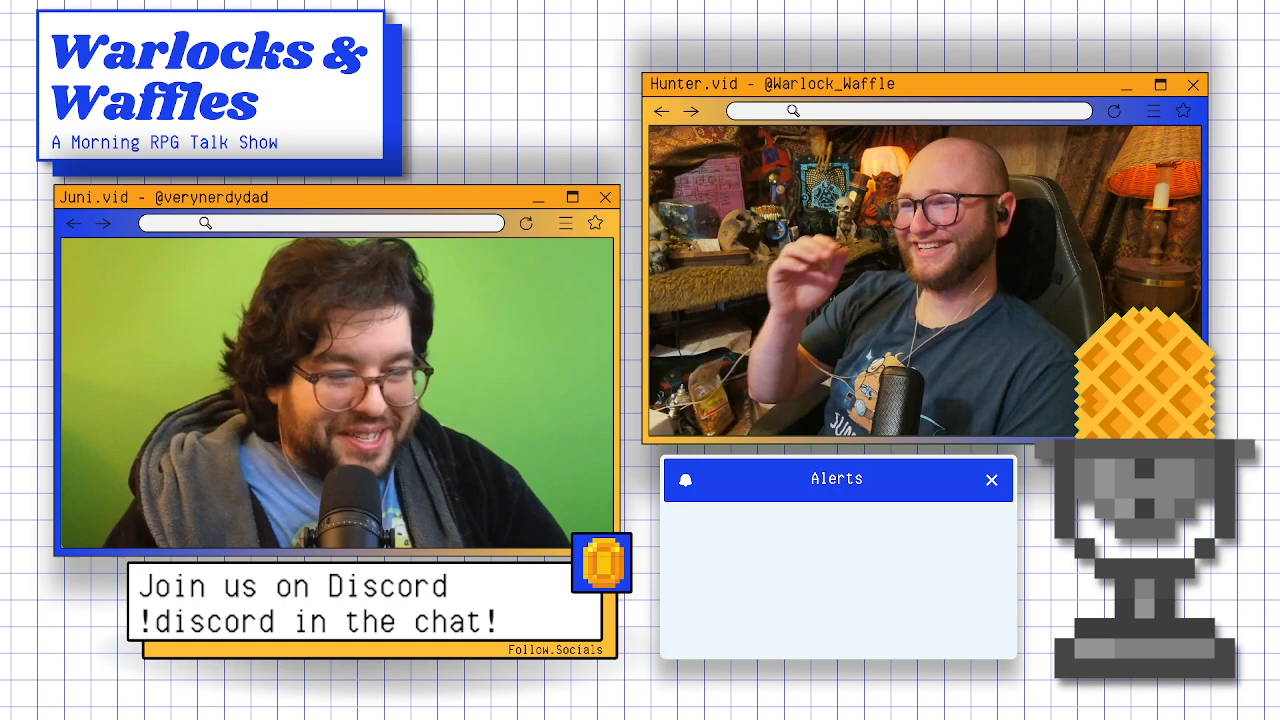 Warlocks &
Waffles
A Morning RPG Talk Show
Hunter.vid - @Warlock_Waffle
Juni.vid - @verynerdydad
Alerts
Join us on Discord
!discord in the chat!
Follow.Socials